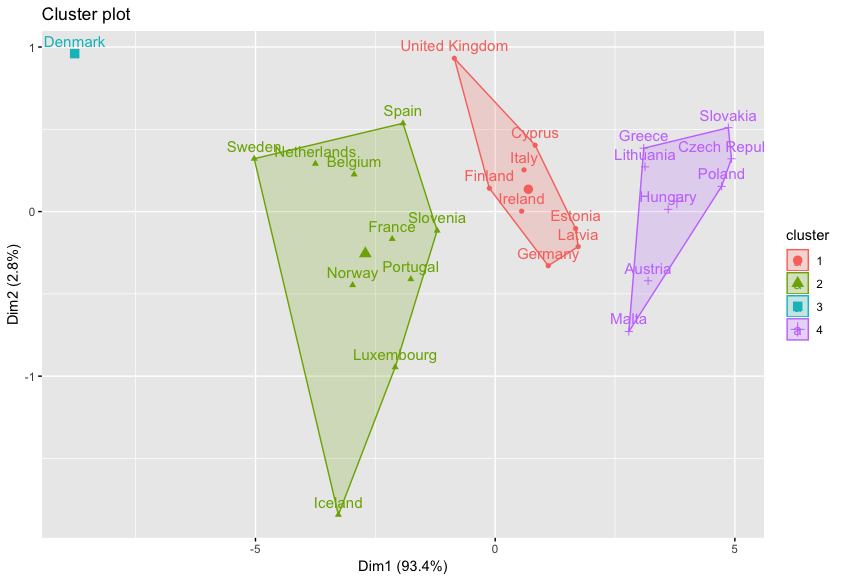 Cluster plot
Denmark
United Kingdom
Spain
Slovakia
Cyprus
Greece
Sweden
Netherlands
Czech Republ
Lithuania
Belgium
Italy
Finland
Poland
Ireland
Hungary
Slovenia
Estonia
France
Latvia
Germany
Portugal
Norway
Austria
Malta
Luxembourg
Iceland
1
0
-1
-5
0
5
Dim1 (93.4%)
Dim2 (2.8%)
cluster
1
2
3
4